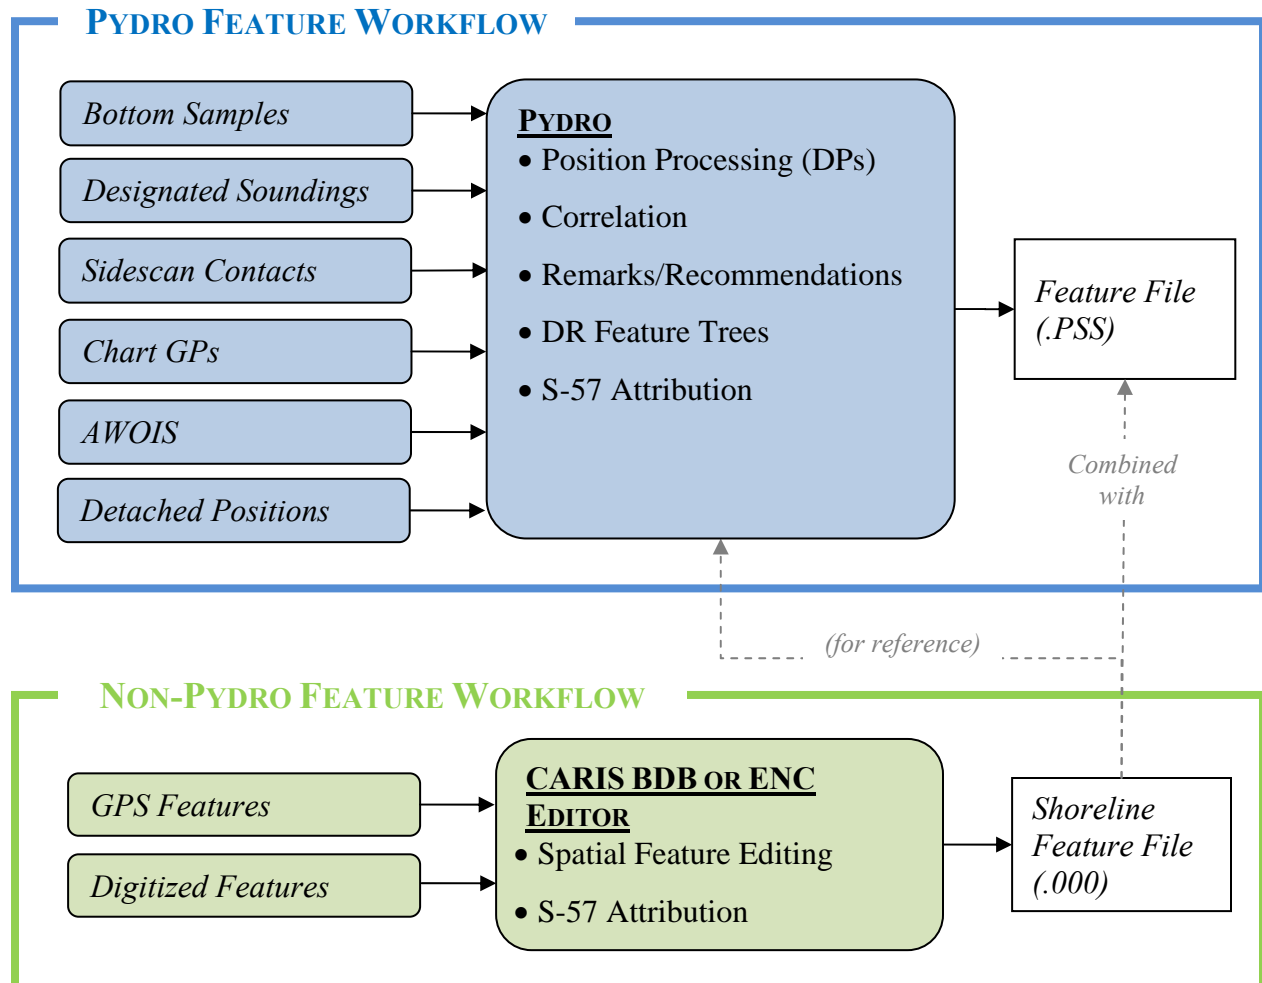 PYDRO FEATURE WORKFLOW
Bottom Samples
Designated Soundings
Sidescan Contacts
Chart GPs
AWOIS
Detached Positions
PYDRO
• Position Processing (DPs)
• Correlation
• Remarks/Recommendations
• DR Feature Trees
• S-57 Attribution
Feature File
(.PSS)
Combined
with
(for reference)
NON-PYDRO FEATURE WORKFLOW
GPS Features
Digitized Features
CARIS BDB OR ENC
EDITOR
• Spatial Feature Editing
• S-57 Attribution
Shoreline
Feature File
(.000)